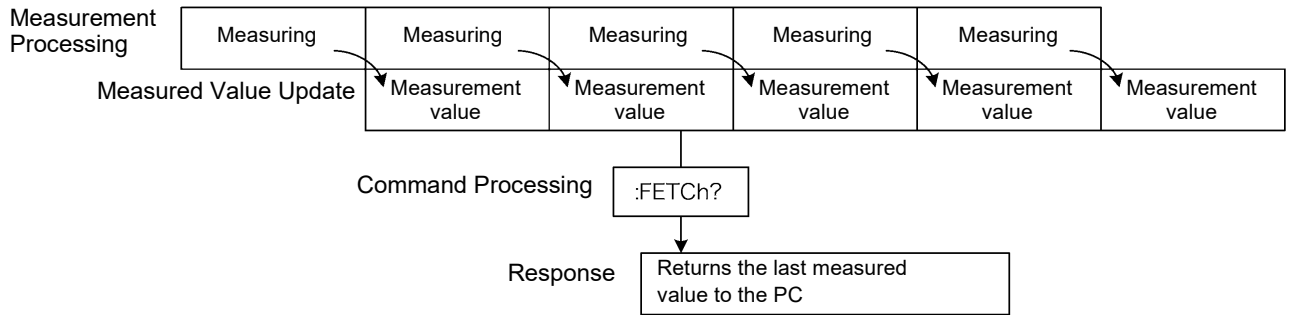 Measurement
Processing
Measuring
Measuring
Measuring
Measuring
Measuring
Measured Value Update
Measurement
value
Measurement
value
Measurement
value
Measurement
value
Measurement
value
Command Processing
:FETCh?
Response
Returns the last measured
value to the PC